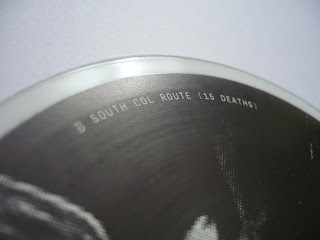 SOUTH COL ROUTE [15 DEATHS]